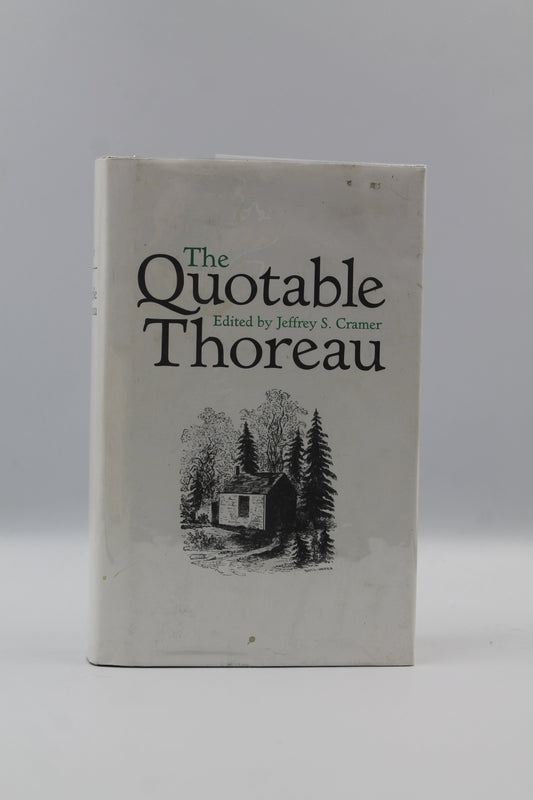 The
Quotable
Edited by Jeffrey S. Cramer
Thoreau